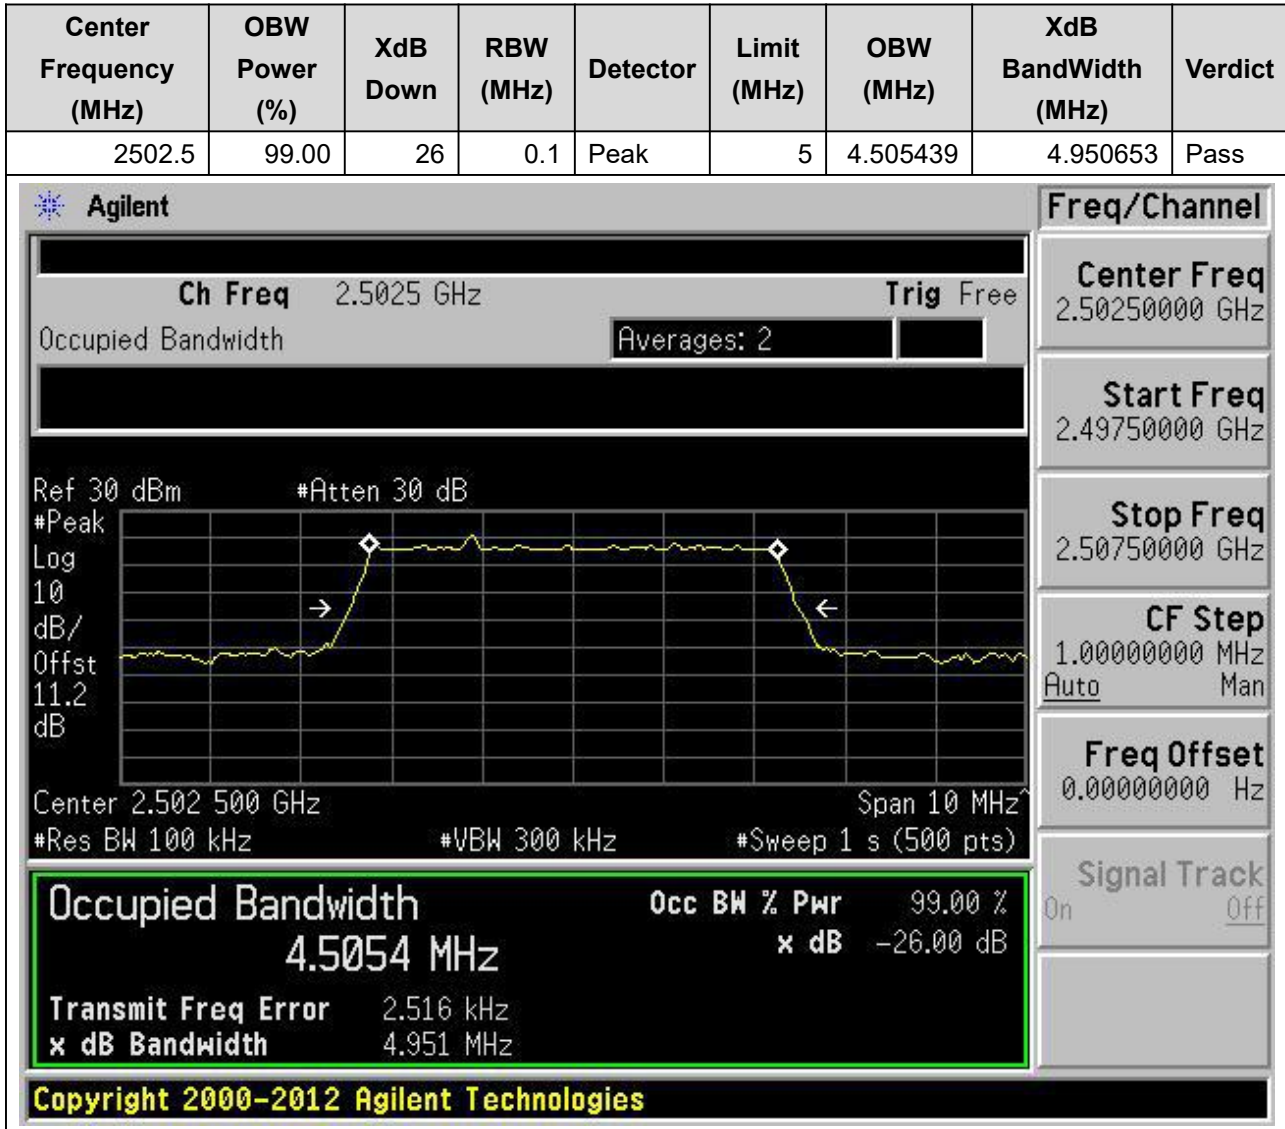 Center Frequency (MHz) OBW Power (%) XdB Down RBW (MHz) Detector Limit (MHz) OBW (MHz) XdB BandWidth (MHz) Verdict
2502.5 99.00 26 0.1 Peak 5 4.505439 4.950653 Pass
Agilent
Freq/Channel
Ch Freq 2.5025 GHz Trig Free
Occupied Bandwidth Averages: 2
Center Freq
2.50250000 GHz
Start Freq
2.49750000 GHz
Stop Freq
2.50750000 GHz
CF Step
1.00000000 MHz
Auto Man
Freq Offset
0.00000000 Hz
Signal Track
On Off
Ref 30 dBm #Atten 30 dB
#Peak
Log
10
dB/
Offst
11.2
dB
Center 2.502 500 GHz Span 10 MHz^
#Res BW 100 kHz #VBW 300 kHz #Sweep 1 s (500 pts)
Occupied Bandwidth Occ BW % Pwr 99.00 %
4.5054 MHz x dB -26.00 dB
Transmit Freq Error 2.516 kHz
x dB Bandwidth 4.951 MHz
Copyright 2000-2012 Agilent Technologies